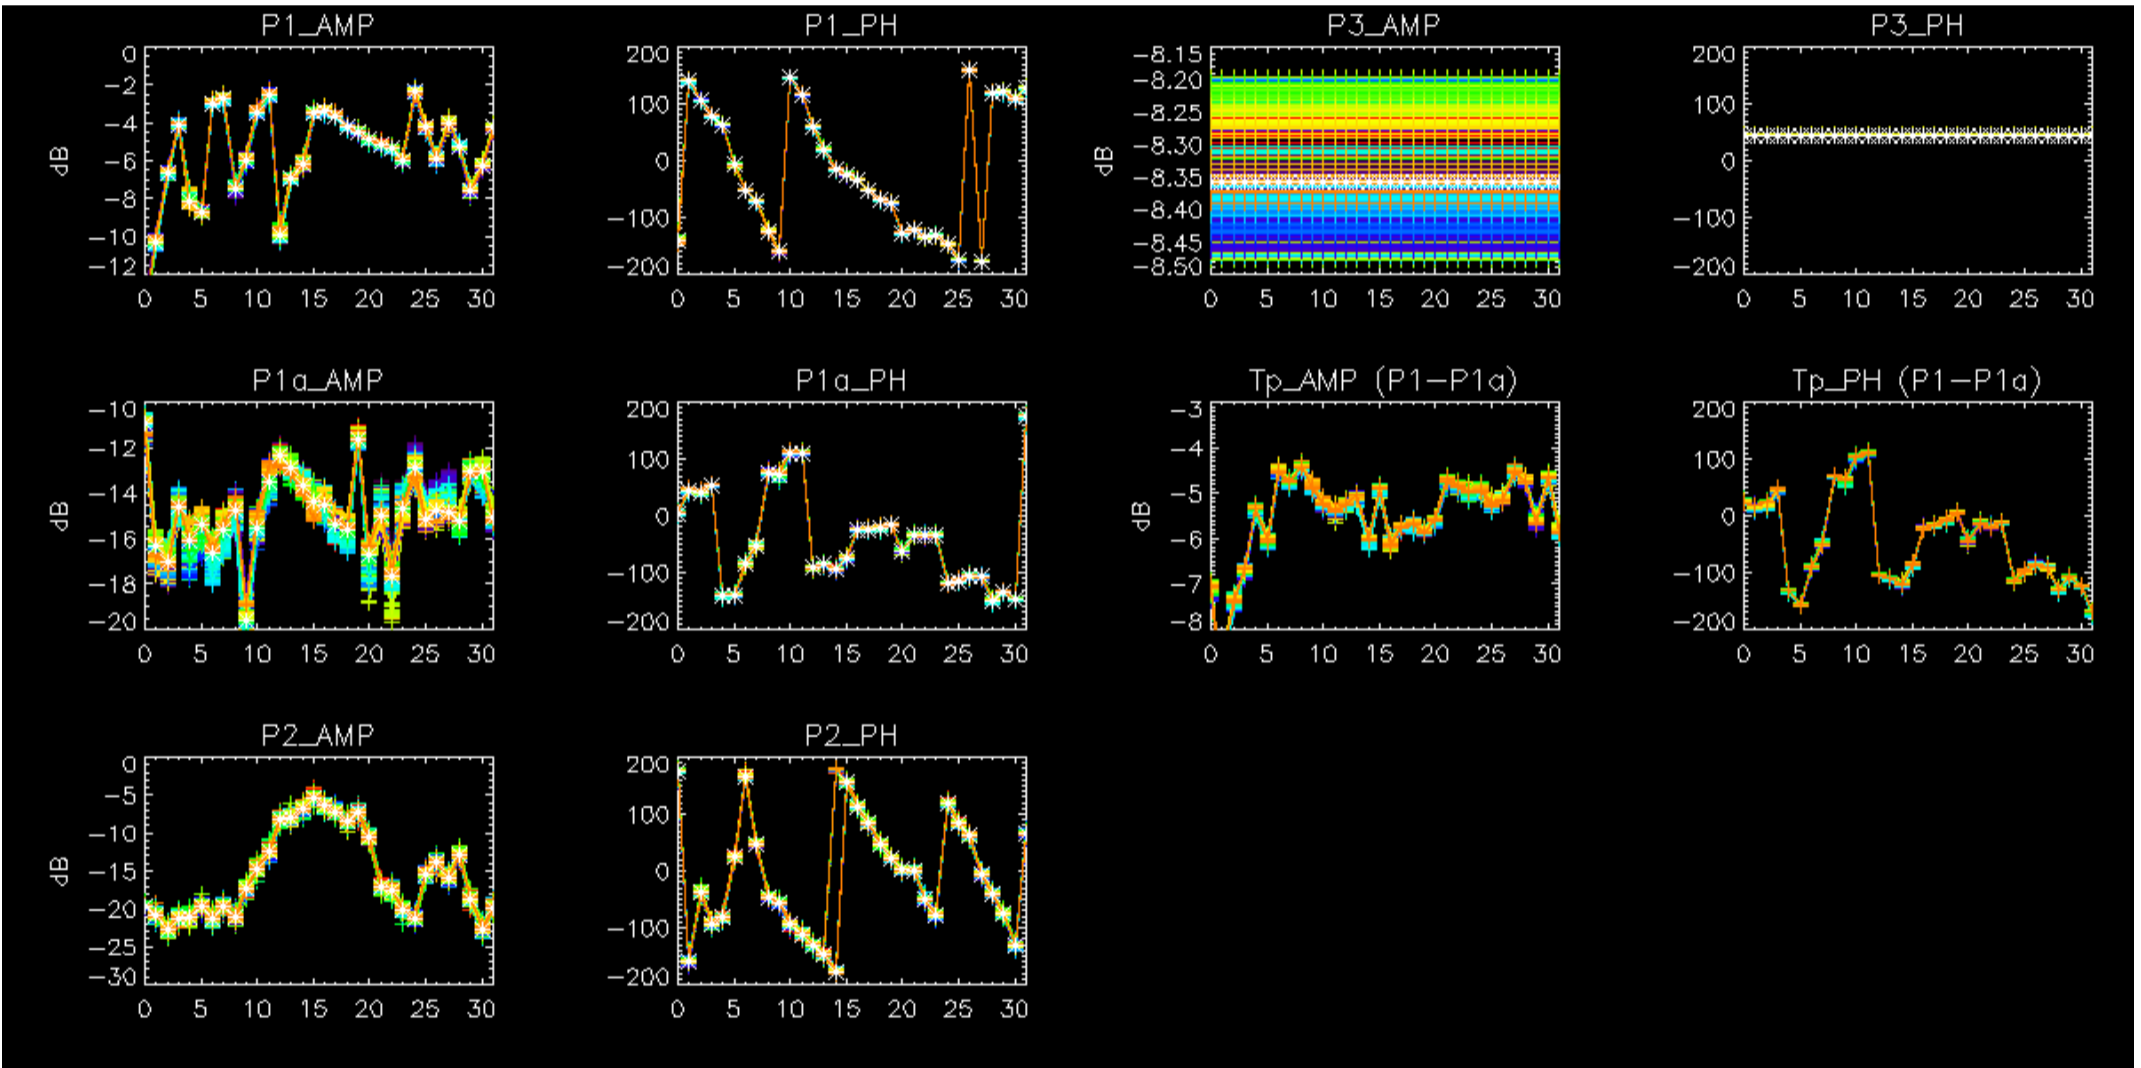 P1_AMP
dB
0
-2
-4
-6
-8
-10
-12
0 5 10 15 20 25 30
P1_PH
200
100
0
-100
-200
0 5 10 15 20 25 30
P3_AMP
dB
-8.15
-8.20
-8.25
-8.30
-8.35
-8.40
-8.45
-8.50
0 5 10 15 20 25 30
P3_PH
200
100
0
-100
-200
0 5 10 15 20 25 30
P1a_AMP
dB
-10
-12
-14
-16
-18
-20
0 5 10 15 20 25 30
P1a_PH
200
100
0
-100
-200
0 5 10 15 20 25 30
Tp_AMP (P1-P1a)
dB
-3
-4
-5
-6
-7
-8
0 5 10 15 20 25 30
Tp_PH (P1-P1a)
200
100
0
-100
-200
0 5 10 15 20 25 30
P2_AMP
dB
0
-5
-10
-15
-20
-25
-30
0 5 10 15 20 25 30
P2_PH
200
100
0
-100
-200
0 5 10 15 20 25 30